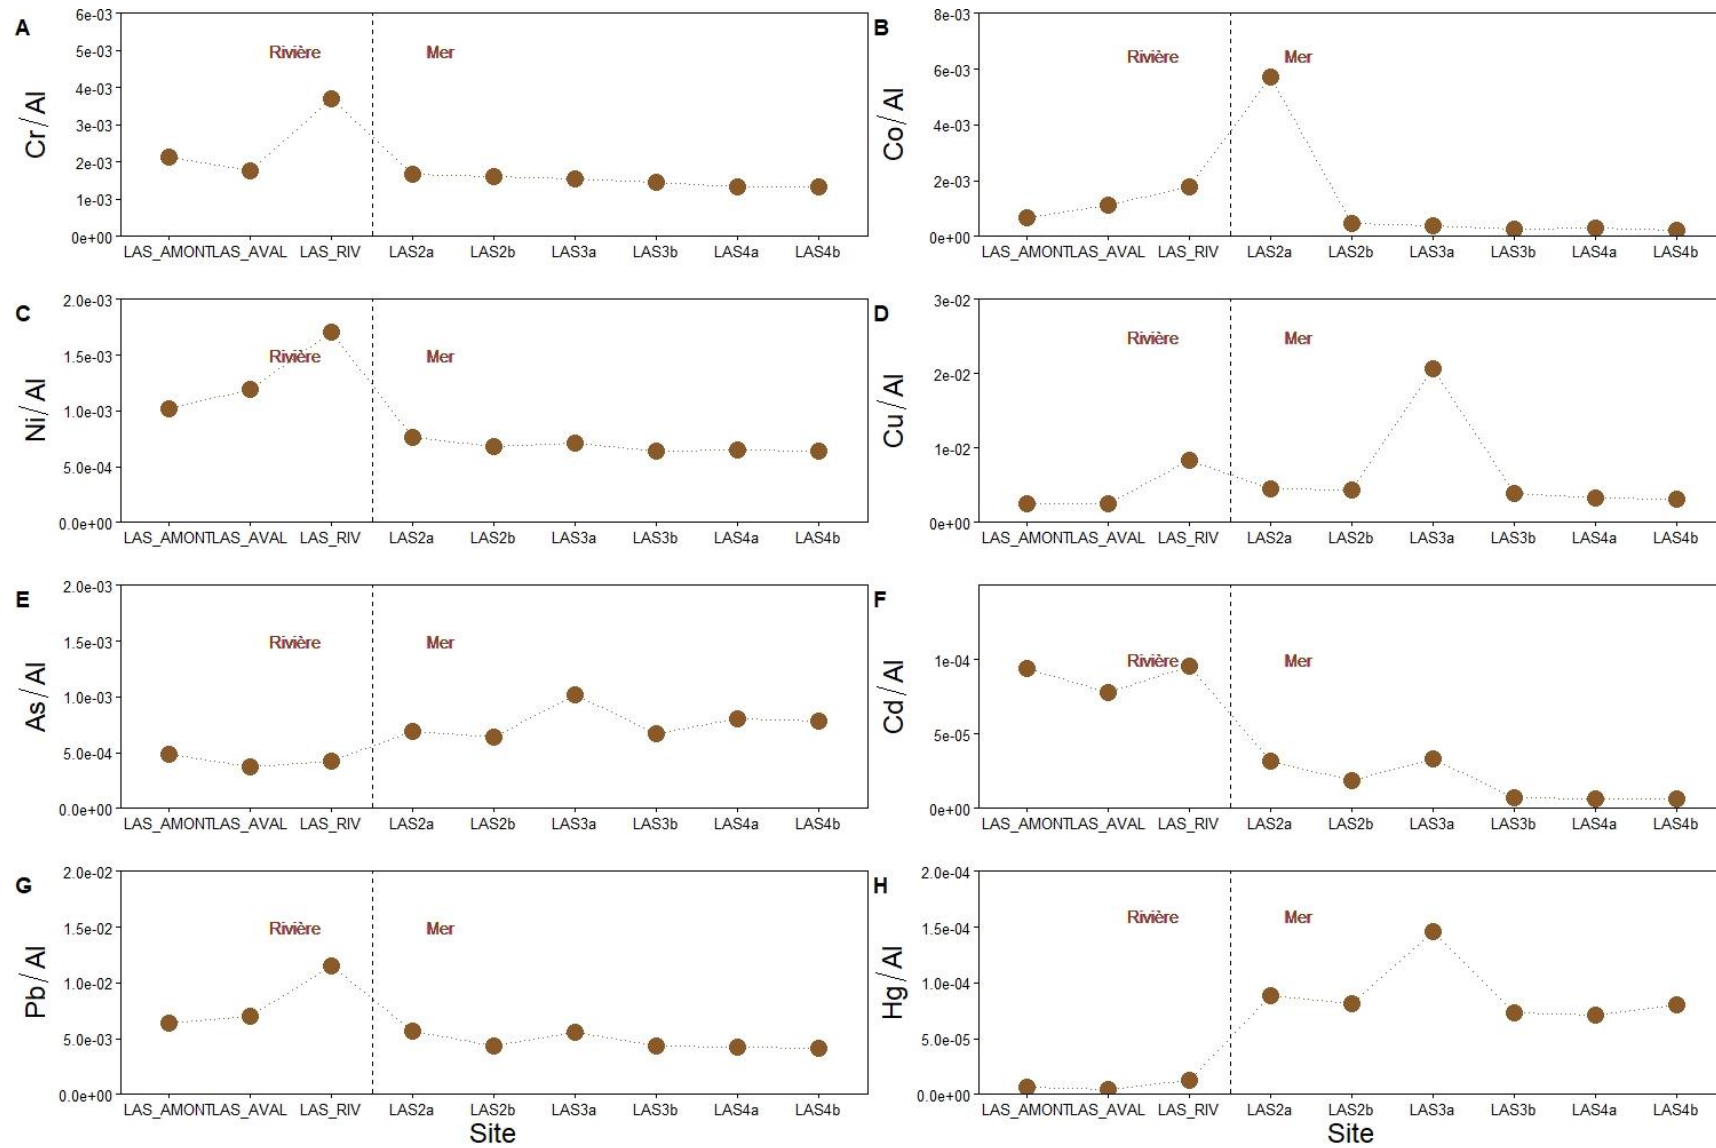 A
Cr/Al
6e-03
5e-03
4e-03
3e-03
2e-03
1e-03
0e+00
Rivière
Mer
LAS_AMONT LAS_AVAL LAS_RIV LAS2a LAS2b LAS3a LAS3b LAS4a LAS4b
B
Co/Al
8e-03
6e-03
4e-03
2e-03
0e+00
Rivière
Mer
LAS_AMONT LAS_AVAL LAS_RIV LAS2a LAS2b LAS3a LAS3b LAS4a LAS4b
C
Ni/Al
2.0e-03
1.5e-03
1.0e-03
5.0e-04
0.0e+00
Rivière
Mer
LAS_AMONT LAS_AVAL LAS_RIV LAS2a LAS2b LAS3a LAS3b LAS4a LAS4b
D
Cu/Al
3e-02
2e-02
1e-02
0e+00
Rivière
Mer
LAS_AMONT LAS_AVAL LAS_RIV LAS2a LAS2b LAS3a LAS3b LAS4a LAS4b
E
As/Al
2.0e-03
1.5e-03
1.0e-03
5.0e-04
0.0e+00
Rivière
Mer
LAS_AMONT LAS_AVAL LAS_RIV LAS2a LAS2b LAS3a LAS3b LAS4a LAS4b
F
Cd/Al
1e-04
5e-05
0e+00
Rivière
Mer
LAS_AMONT LAS_AVAL LAS_RIV LAS2a LAS2b LAS3a LAS3b LAS4a LAS4b
G
Pb/Al
2.0e-02
1.5e-02
1.0e-02
5.0e-03
0.0e+00
Rivière
Mer
LAS_AMONT LAS_AVAL LAS_RIV LAS2a LAS2b LAS3a LAS3b LAS4a LAS4b
Site
H
Hg/Al
2.0e-04
1.5e-04
1.0e-04
5.0e-05
0.0e+00
Rivière
Mer
LAS_AMONT LAS_AVAL LAS_RIV LAS2a LAS2b LAS3a LAS3b LAS4a LAS4b
Site